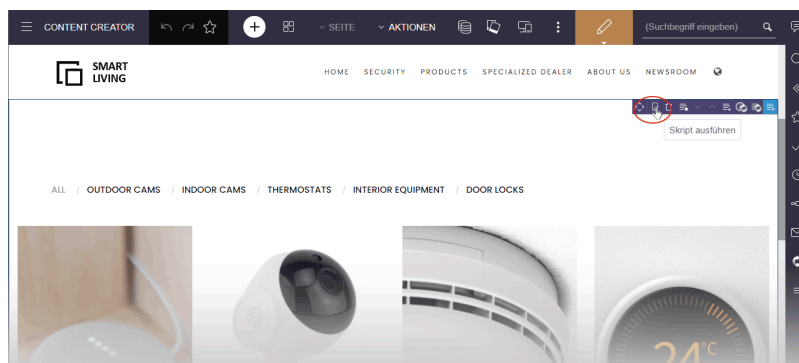 CONTENT CREATOR
SEITE
AKTIONEN
(Suchbegriff eingeben)
SMART
LIVING
HOME SECURITY PRODUCTS SPECIALIZED DEALER ABOUT US NEWSROOM
Skript ausführen
ALL / OUTDOOR CAMS / INDOOR CAMS / THERMOSTATS / INTERIOR EQUIPMENT / DOOR LOCKS
24°C